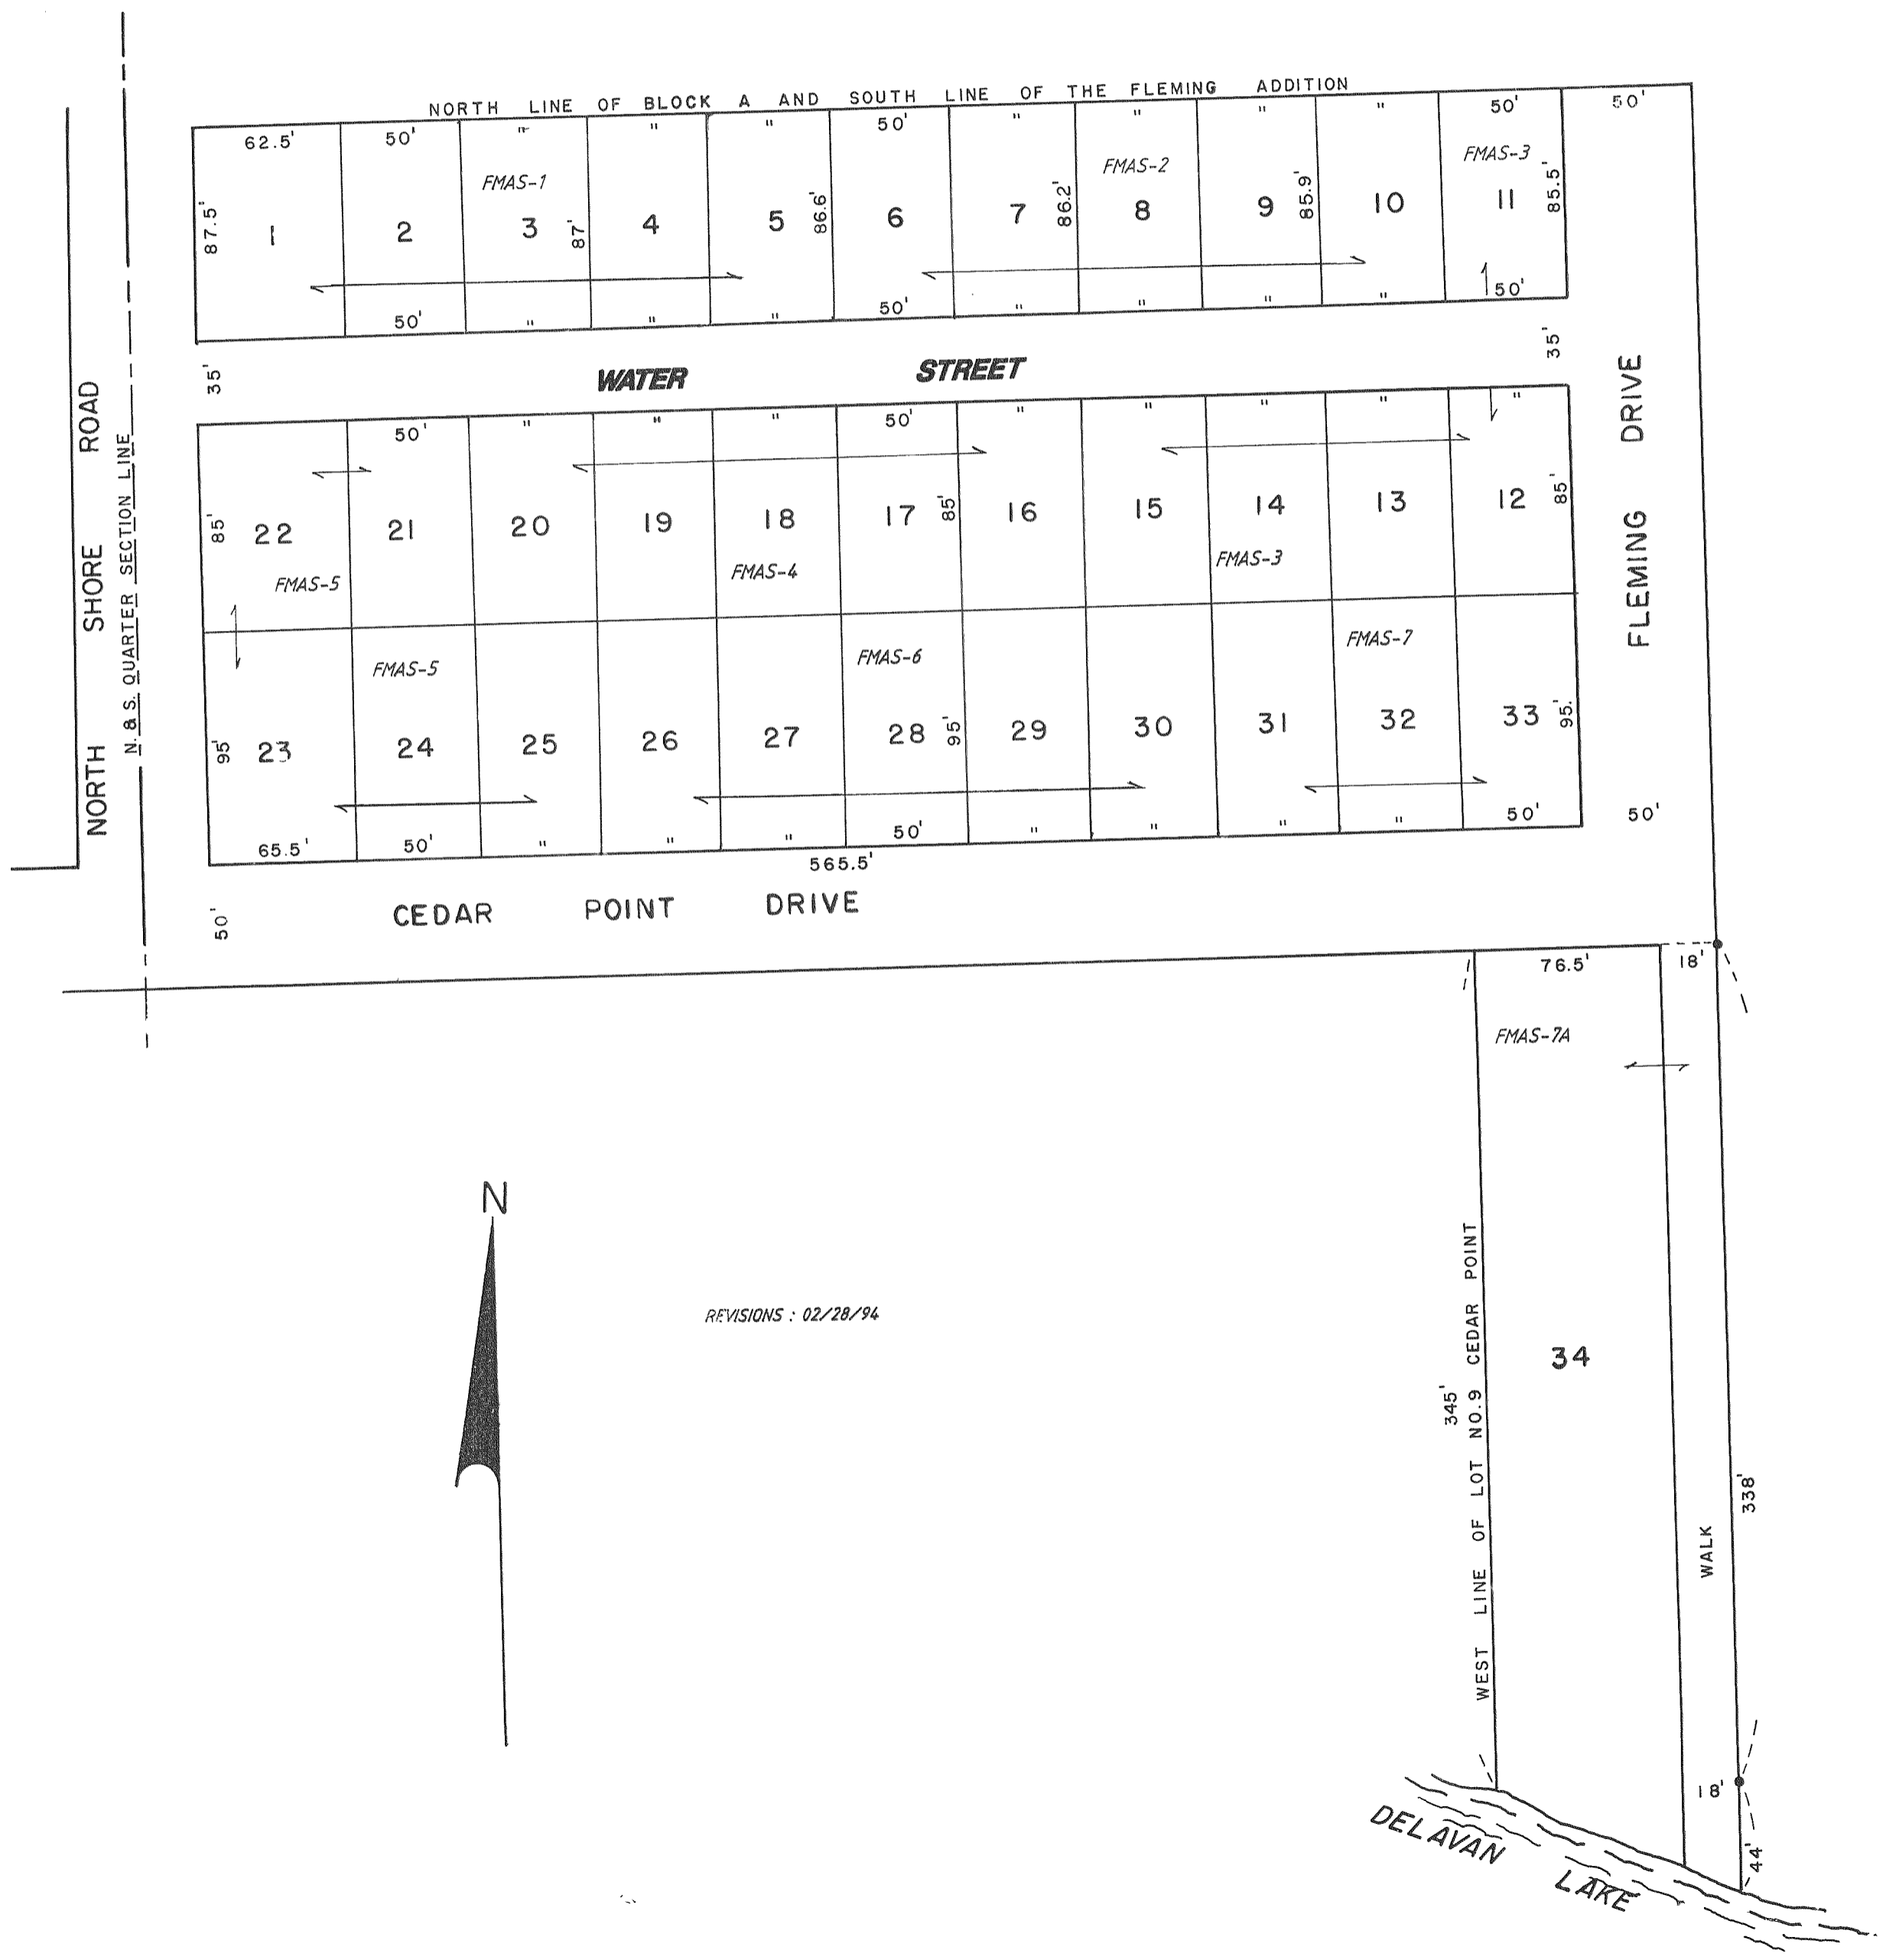 NORTH LINE OF BLOCK A AND SOUTH LINE OF THE FLEMING ADDITION
62.5' 50' " " " 50' " " " " 50' 50'
FMAS-1 FMAS-2 FMAS-3
87.5' 1 2 3 87' 4 5 86.6' 6 7 86.2' 8 9 85.9' 10 11 85.5'
50' " " " 50' " " " " 50'
35' WATER STREET 35'
NORTH SHORE ROAD
N. & S. QUARTER SECTION LINE
FLEMING DRIVE
50' " " " 50' " " " " "
85' 22 21 20 19 18 17 85' 16 15 14 13 12 85'
FMAS-5 FMAS-4 FMAS-3
FMAS-5 FMAS-6 FMAS-7
95' 23 24 25 26 27 28 95' 29 30 31 32 33 95.'
65.5' 50' " " " 50' " " " " 50' 50'
565.5'
50' CEDAR POINT DRIVE
76.5' 18'
FMAS-7A
N
REVISIONS : 02/28/94
345'
WEST LINE OF LOT NO.9 CEDAR POINT
34
WALK
338'
18'
44'
DELAVAN LAKE